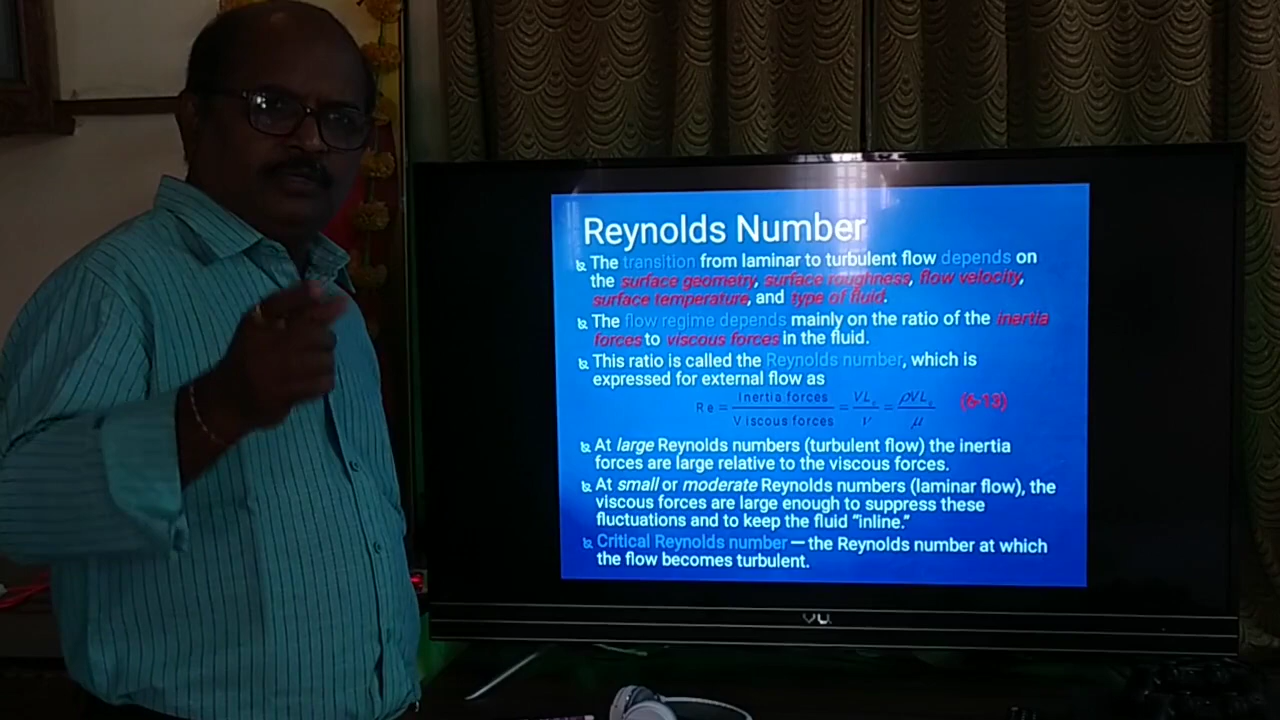 Reynolds Number
The transition from laminar to turbulent flow depends on
the surface geometry, surface roughness, flow velocity,
surface temperature, and type of fluid.
The flow regime depends mainly on the ratio of the inertia
forces to viscous forces in the fluid.
This ratio is called the Reynolds number, which is
expressed for external flow as
Re = Inertia forces / Viscous forces = VL_c / ν = ρVL_c / μ (6-13)
At large Reynolds numbers (turbulent flow) the inertia
forces are large relative to the viscous forces.
At small or moderate Reynolds numbers (laminar flow), the
viscous forces are large enough to suppress these
fluctuations and to keep the fluid “inline.”
Critical Reynolds number — the Reynolds number at which
the flow becomes turbulent.
VU